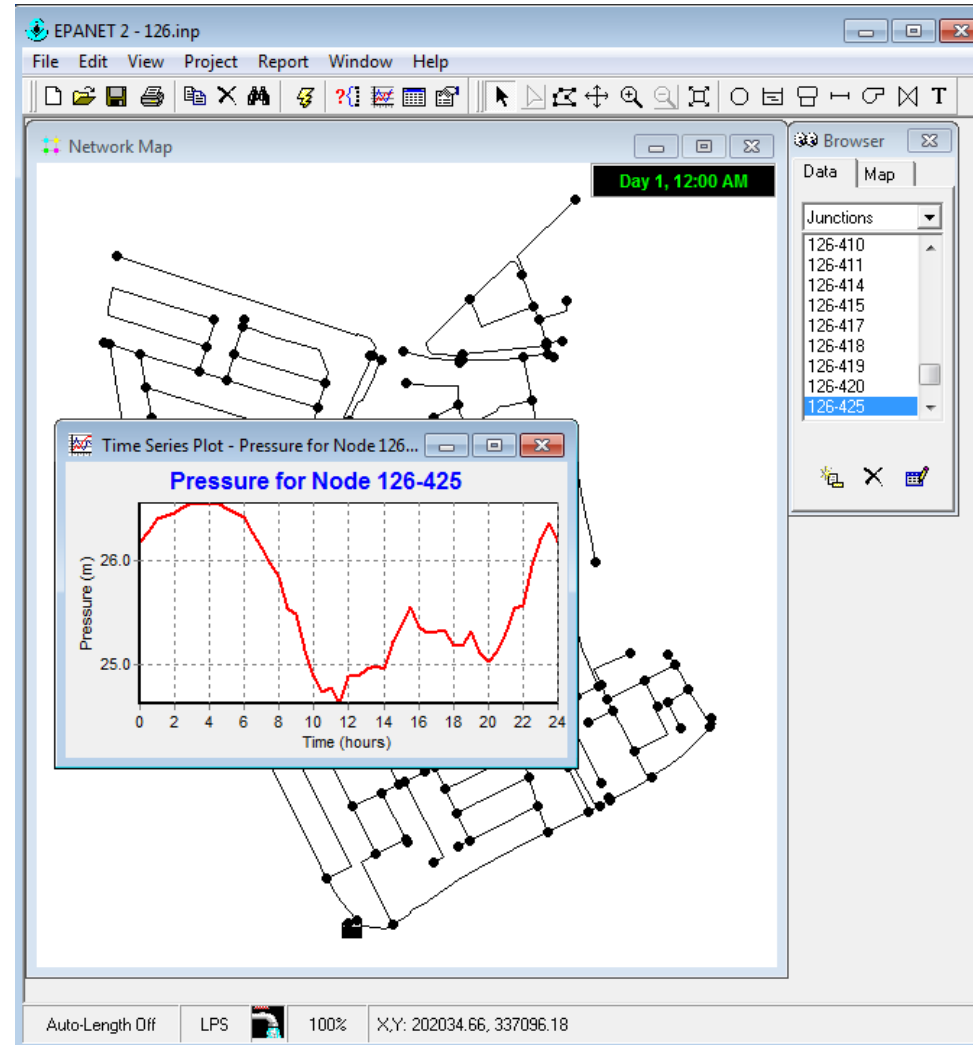 EPANET 2 - 126.inp
File Edit View Project Report Window Help
?{} T
Network Map
Day 1, 12:00 AM
Browser
Data Map
Junctions
126-410
126-411
126-414
126-415
126-417
126-418
126-419
126-420
126-425
Time Series Plot - Pressure for Node 126...
Pressure for Node 126-425
Pressure (m)
26.0
25.0
0 2 4 6 8 10 12 14 16 18 20 22 24
Time (hours)
Auto-Length Off LPS 100% X,Y: 202034.66, 337096.18